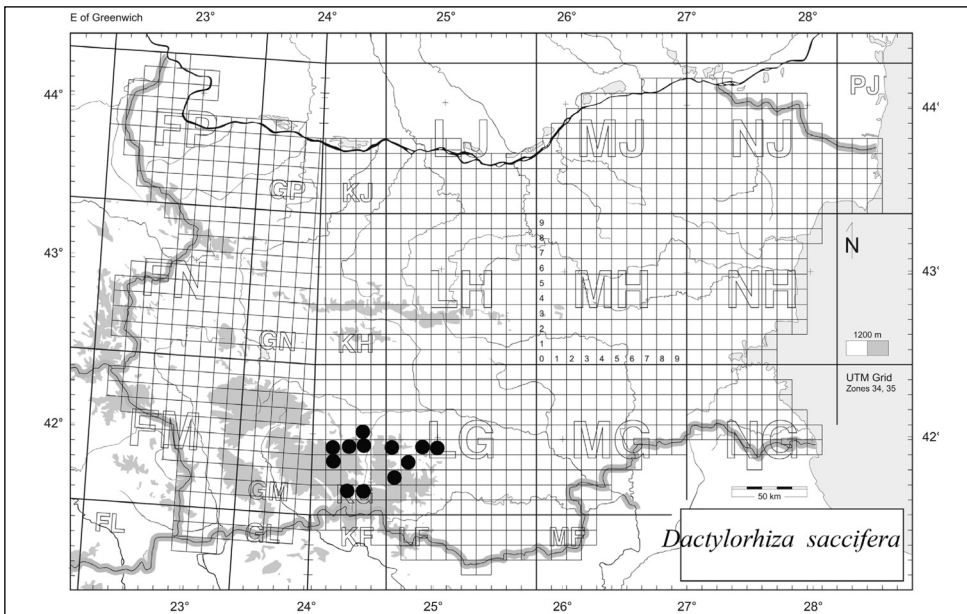 E of Greenwich 23° 24° 25° 26° 27° 28°
PJ
44° 44°
FP LJ MJ NJ
GP KJ
9
8
7
43° N 43°
6
FN LH MH NH
5
4
3
2
GN KH
1200 m
1
0 1 2 3 4 5 6 7 8 9
UTM Grid
Zones 34, 35
42° 42°
FM LG MG NG
GM KG
50 km
FL GL KF LF MF
Dactylorhiza saccifera
23° 24° 25° 26° 27° 28°